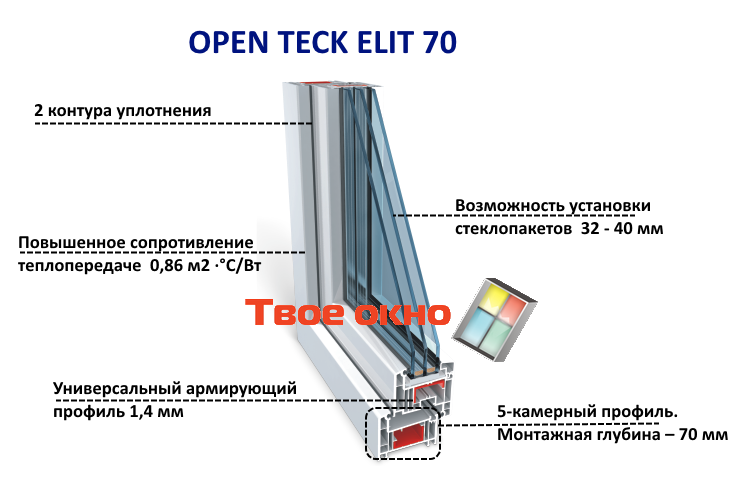 OPEN TECK ELIT 70
2 контура уплотнения
Возможность установки
стеклопакетов 32 - 40 мм
Повышенное сопротивление
теплопередаче 0,86 м2 ·°С/Вт
Твое окно
Универсальный армирующий
профиль 1,4 мм
5-камерный профиль.
Монтажная глубина – 70 мм